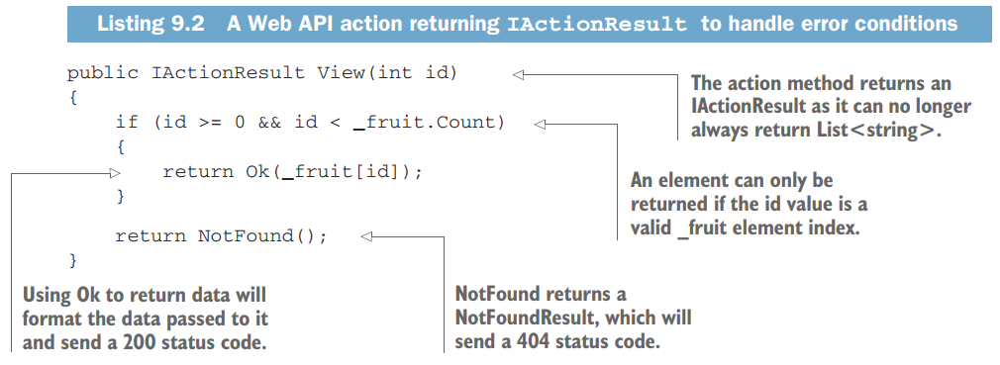 Listing 9.2 A Web API action returning IActionResult to handle error conditions
public IActionResult View(int id)
{
if (id >= 0 && id < _fruit.Count)
{
return Ok(_fruit[id]);
}
return NotFound();
}
The action method returns an
IActionResult as it can no longer
always return List<string>.
An element can only be
returned if the id value is a
valid _fruit element index.
Using Ok to return data will
format the data passed to it
and send a 200 status code.
NotFound returns a
NotFoundResult, which will
send a 404 status code.